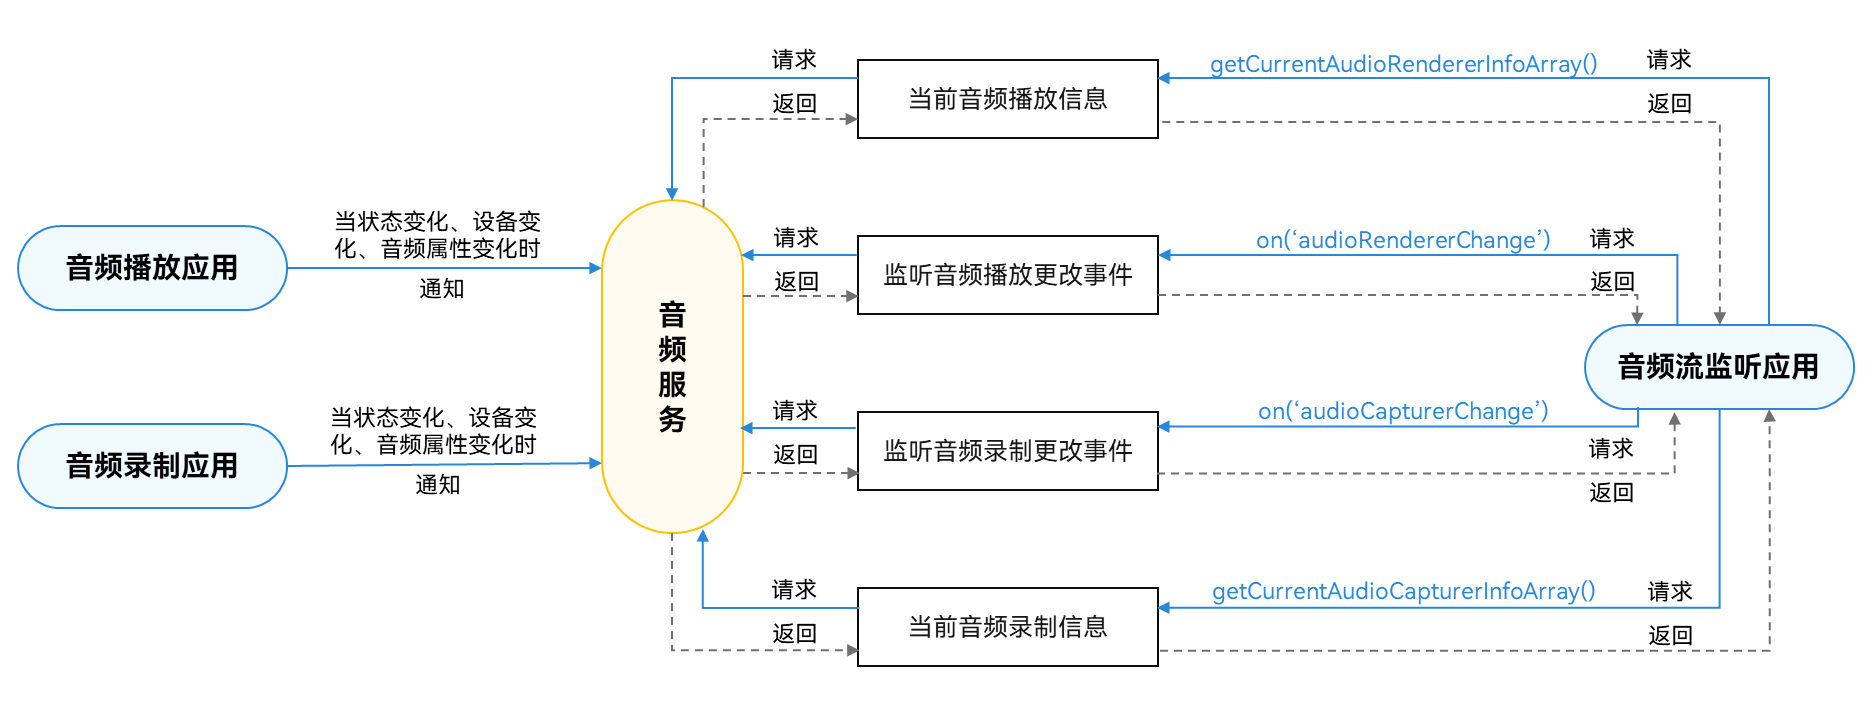 请求
getCurrentAudioRendererInfoArray()
请求
返回
当前音频播放信息
返回
当状态变化、设备变
化、音频属性变化时
音频播放应用
通知
请求
on(‘audioRendererChange’)
请求
返回
监听音频播放更改事件
返回
音
频
服
务
音频流监听应用
当状态变化、设备变
化、音频属性变化时
音频录制应用
通知
请求
on(‘audioCapturerChange’)
请求
返回
监听音频录制更改事件
返回
请求
getCurrentAudioCapturerInfoArray()
请求
返回
当前音频录制信息
返回